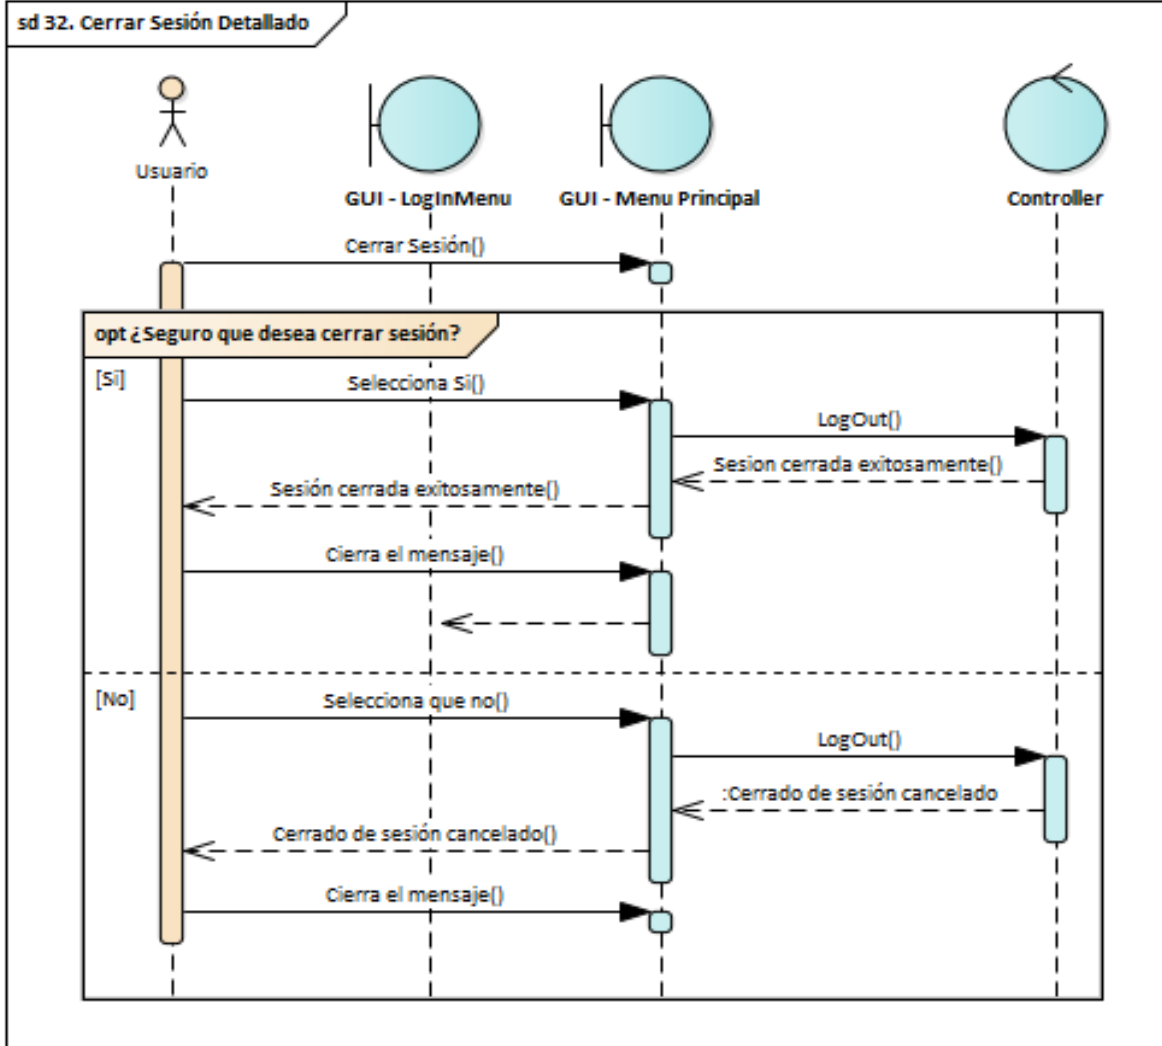 sd 32. Cerrar Sesión Detallado
Usuario
GUI - LogInMenu
GUI - Menu Principal
Controller
Cerrar Sesión()
opt ¿Seguro que desea cerrar sesión?
[Si]
Selecciona Si()
LogOut()
Sesion cerrada exitosamente()
Sesión cerrada exitosamente()
Cierra el mensaje()
[No]
Selecciona que no()
LogOut()
:Cerrado de sesión cancelado
Cerrado de sesión cancelado()
Cierra el mensaje()